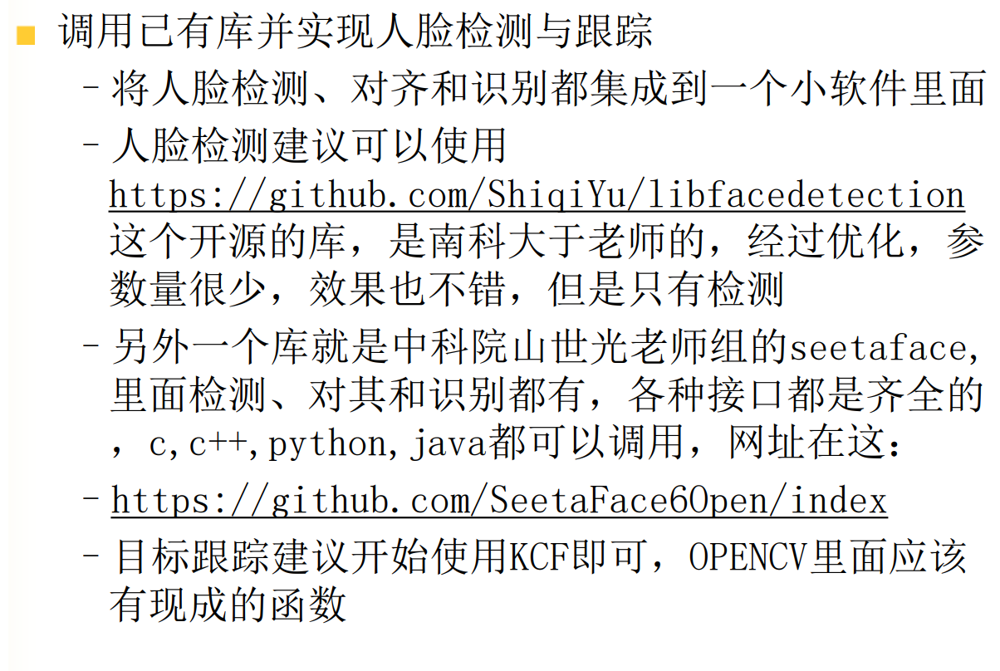 调用已有库并实现人脸检测与跟踪
- 将人脸检测、对齐和识别都集成到一个小软件里面
- 人脸检测建议可以使用
https://github.com/ShiqiYu/libfacedetection
这个开源的库，是南科大于老师的，经过优化，参
数量很少，效果也不错，但是只有检测
- 另外一个库就是中科院山世光老师组的seetaface,
里面检测、对其和识别都有，各种接口都是齐全的
，c,c++,python,java都可以调用，网址在这：
- https://github.com/SeetaFace6Open/index
- 目标跟踪建议开始使用KCF即可，OPENCV里面应该
有现成的函数